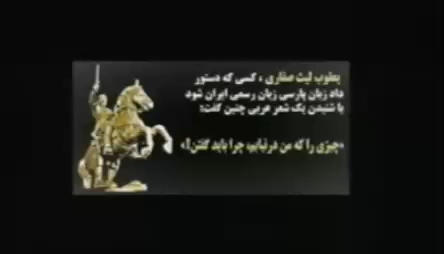 یعقوب لیث صفاری ، کسی که دستور
داد زبان پارسی زبان رسمی ایران شود
با شنیدن یک شعر عربی چنین گفت:
«چیزی را که من درنیابم، چرا باید گفتن!»